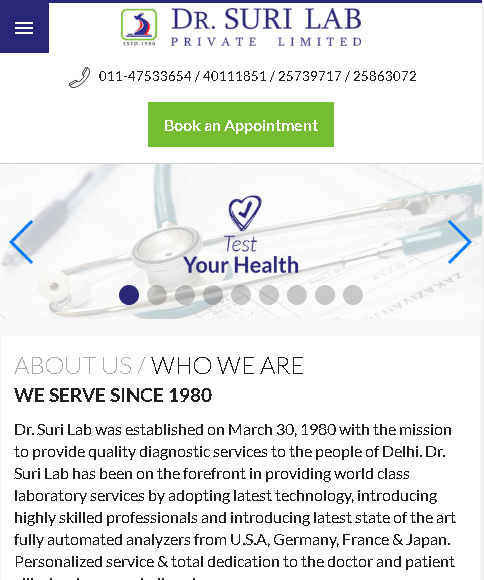 DR. SURI LAB
ESTD.1980
PRIVATE LIMITED
011-47533654 / 40111851 / 25739717 / 25863072
Book an Appointment
Test
Your Health
ABOUT US / WHO WE ARE
WE SERVE SINCE 1980
Dr. Suri Lab was established on March 30, 1980 with the mission
to provide quality diagnostic services to the people of Delhi. Dr.
Suri Lab has been on the forefront in providing world class
laboratory services by adopting latest technology, introducing
highly skilled professionals and introducing latest state of the art
fully automated analyzers from U.S.A, Germany, France & Japan.
Personalized service & total dedication to the doctor and patient